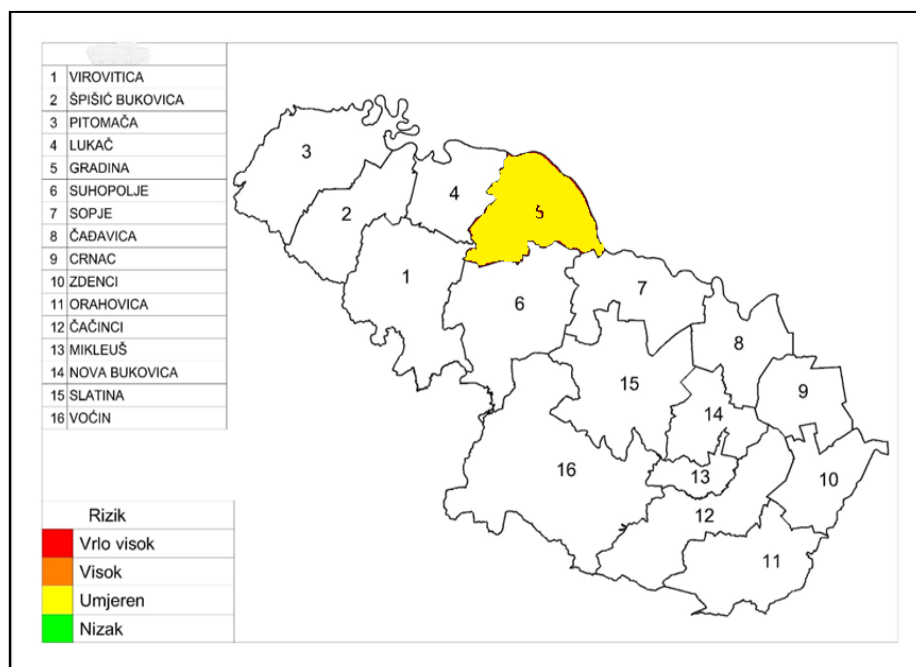 1 VIROVITICA
2 ŠPIŠIĆ BUKOVICA
3 PITOMAČA
4 LUKAČ
5 GRADINA
6 SUHOPOLJE
7 SOPJE
8 ČAĐAVICA
9 CRNAC
10 ZDENCI
11 ORAHOVICA
12 ČAČINCI
13 MIKLEUŠ
14 NOVA BUKOVICA
15 SLATINA
16 VOĆIN
Rizik
Vrlo visok
Visok
Umjeren
Nizak
3
2
4
5
1
6
7
8
15
9
14
16
13
10
12
11